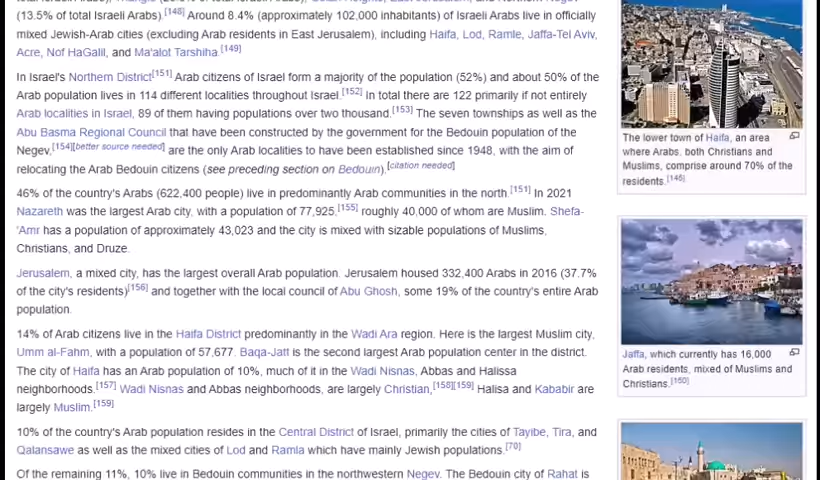 (13.5% of total Israeli Arabs).[148] Around 8.4% (approximately 102,000 inhabitants) of Israeli Arabs live in officially
mixed Jewish-Arab cities (excluding Arab residents in East Jerusalem), including Haifa, Lod, Ramle, Jaffa-Tel Aviv,
Acre, Nof HaGalil, and Ma'alot Tarshiha.[149]
In Israel's Northern District[151] Arab citizens of Israel form a majority of the population (52%) and about 50% of the
Arab population lives in 114 different localities throughout Israel.[152] In total there are 122 primarily if not entirely
Arab localities in Israel, 89 of them having populations over two thousand.[153] The seven townships as well as the
Abu Basma Regional Council that have been constructed by the government for the Bedouin population of the
Negev,[154][better source needed] are the only Arab localities to have been established since 1948, with the aim of
relocating the Arab Bedouin citizens (see preceding section on Bedouin).[citation needed]
46% of the country's Arabs (622,400 people) live in predominantly Arab communities in the north.[151] In 2021
Nazareth was the largest Arab city, with a population of 77,925,[155] roughly 40,000 of whom are Muslim. Shefa-
'Amr has a population of approximately 43,023 and the city is mixed with sizable populations of Muslims,
Christians, and Druze.
Jerusalem, a mixed city, has the largest overall Arab population. Jerusalem housed 332,400 Arabs in 2016 (37.7%
of the city's residents)[156] and together with the local council of Abu Ghosh, some 19% of the country's entire Arab
population.
14% of Arab citizens live in the Haifa District predominantly in the Wadi Ara region. Here is the largest Muslim city,
Umm al-Fahm, with a population of 57,677. Baqa-Jatt is the second largest Arab population center in the district.
The city of Haifa has an Arab population of 10%, much of it in the Wadi Nisnas, Abbas and Halissa
neighborhoods.[157] Wadi Nisnas and Abbas neighborhoods, are largely Christian,[158][159] Halisa and Kababir are
largely Muslim.[159]
10% of the country's Arab population resides in the Central District of Israel, primarily the cities of Tayibe, Tira, and
Qalansawe as well as the mixed cities of Lod and Ramla which have mainly Jewish populations.[70]
Of the remaining 11%, 10% live in Bedouin communities in the northwestern Negev. The Bedouin city of Rahat is
The lower town of Haifa, an area
where Arabs, both Christians and
Muslims, comprise around 70% of the
residents.[145]
Jaffa, which currently has 16,000
Arab residents, mixed of Muslims and
Christians.[150]